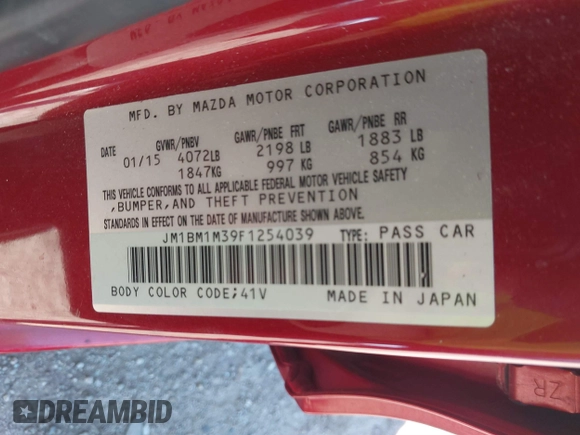 MFD. BY MAZDA MOTOR CORPORATION
DATE GVWR/PNBV GAWR/PNBE FRT GAWR/PNBE RR
01/15 4072LB 2198 LB 1883 LB
1847KG 997 KG 854 KG
THIS VEHICLE CONFORMS TO ALL APPLICABLE FEDERAL MOTOR VEHICLE SAFETY
,BUMPER,AND THEFT PREVENTION
STANDARDS IN EFFECT ON THE DATE OF MANUFACTURE SHOWN ABOVE.
JM1BM1M39F1254039 TYPE: PASS CAR
BODY COLOR CODE;41V MADE IN JAPAN
ZR
DREAMBID